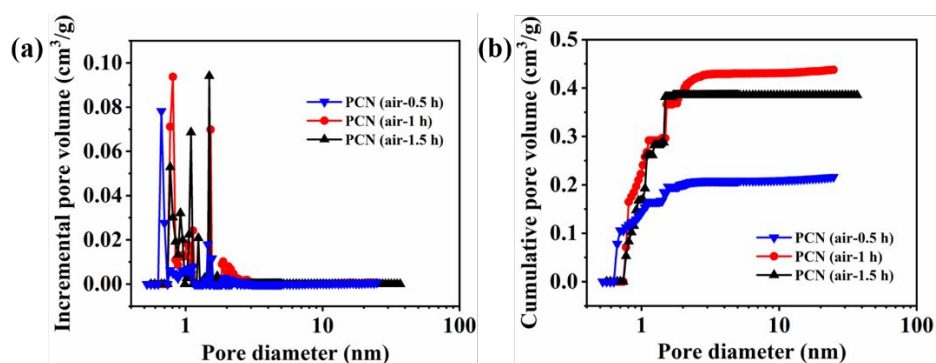 (a)
Incremental pore volume (cm³/g)
0.10
0.08
0.06
0.04
0.02
0.00
PCN (air-0.5 h)
PCN (air-1 h)
PCN (air-1.5 h)
1
10
100
Pore diameter (nm)
(b)
Cumulative pore volume (cm³/g)
0.5
0.4
0.3
0.2
0.1
0.0
PCN (air-0.5 h)
PCN (air-1 h)
PCN (air-1.5 h)
1
10
100
Pore diameter (nm)